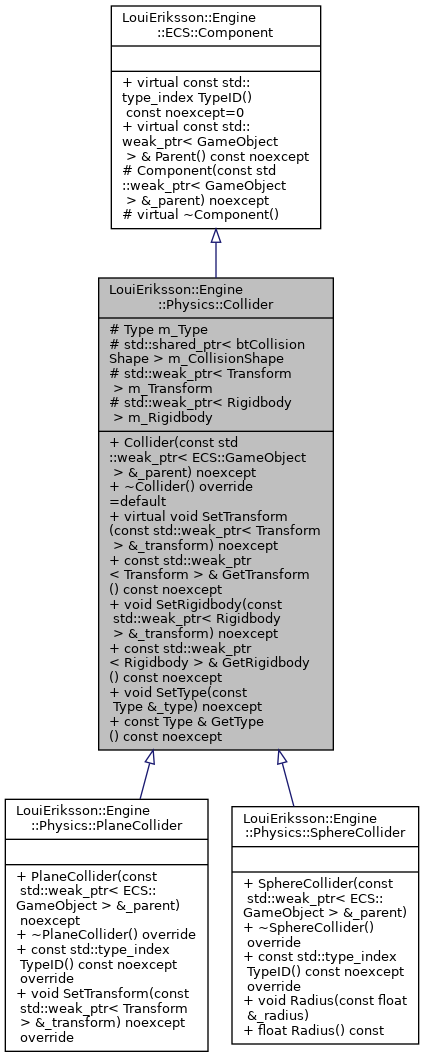 LouiEriksson::Engine
::ECS::Component
+ virtual const std::
type_index TypeID()
const noexcept=0
+ virtual const std::
weak_ptr< GameObject
> & Parent() const noexcept
# Component(const std
::weak_ptr< GameObject
> &_parent) noexcept
# virtual ~Component()
LouiEriksson::Engine
::Physics::Collider
# Type m_Type
# std::shared_ptr< btCollision
Shape > m_CollisionShape
# std::weak_ptr< Transform
> m_Transform
# std::weak_ptr< Rigidbody
> m_Rigidbody
+ Collider(const std
::weak_ptr< ECS::GameObject
> &_parent) noexcept
+ ~Collider() override
=default
+ virtual void SetTransform
(const std::weak_ptr< Transform
> &_transform) noexcept
+ const std::weak_ptr
< Transform > & GetTransform
() const noexcept
+ void SetRigidbody(const
std::weak_ptr< Rigidbody
> &_transform) noexcept
+ const std::weak_ptr
< Rigidbody > & GetRigidbody
() const noexcept
+ void SetType(const
Type &_type) noexcept
+ const Type & GetType
() const noexcept
LouiEriksson::Engine
::Physics::PlaneCollider
+ PlaneCollider(const
std::weak_ptr< ECS::
GameObject > &_parent)
noexcept
+ ~PlaneCollider() override
+ const std::type_index
TypeID() const noexcept
override
+ void SetTransform(const
std::weak_ptr< Transform
> &_transform) noexcept
override
LouiEriksson::Engine
::Physics::SphereCollider
+ SphereCollider(const
std::weak_ptr< ECS::
GameObject > &_parent)
+ ~SphereCollider()
override
+ const std::type_index
TypeID() const noexcept
override
+ void Radius(const float
&_radius)
+ float Radius() const